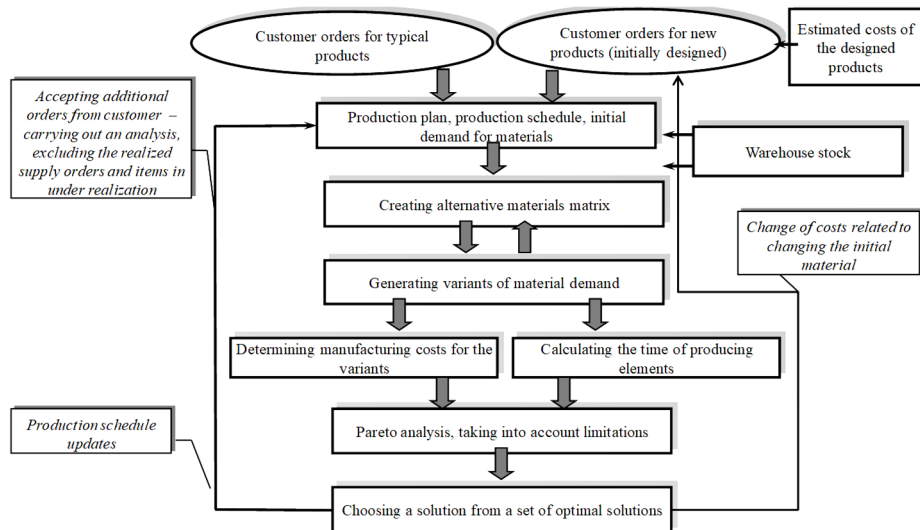 Customer orders for typical
products
Customer orders for new
products (initially designed)
Estimated costs of
the designed
products
Accepting additional
orders from customer –
carrying out an analysis,
excluding the realized
supply orders and items in
under realization
Production plan, production schedule, initial
demand for materials
Warehouse stock
Creating alternative materials matrix
Change of costs related to
changing the initial
material
Generating variants of material demand
Determining manufacturing costs for the
variants
Calculating the time of producing
elements
Production schedule
updates
Pareto analysis, taking into account limitations
Choosing a solution from a set of optimal solutions